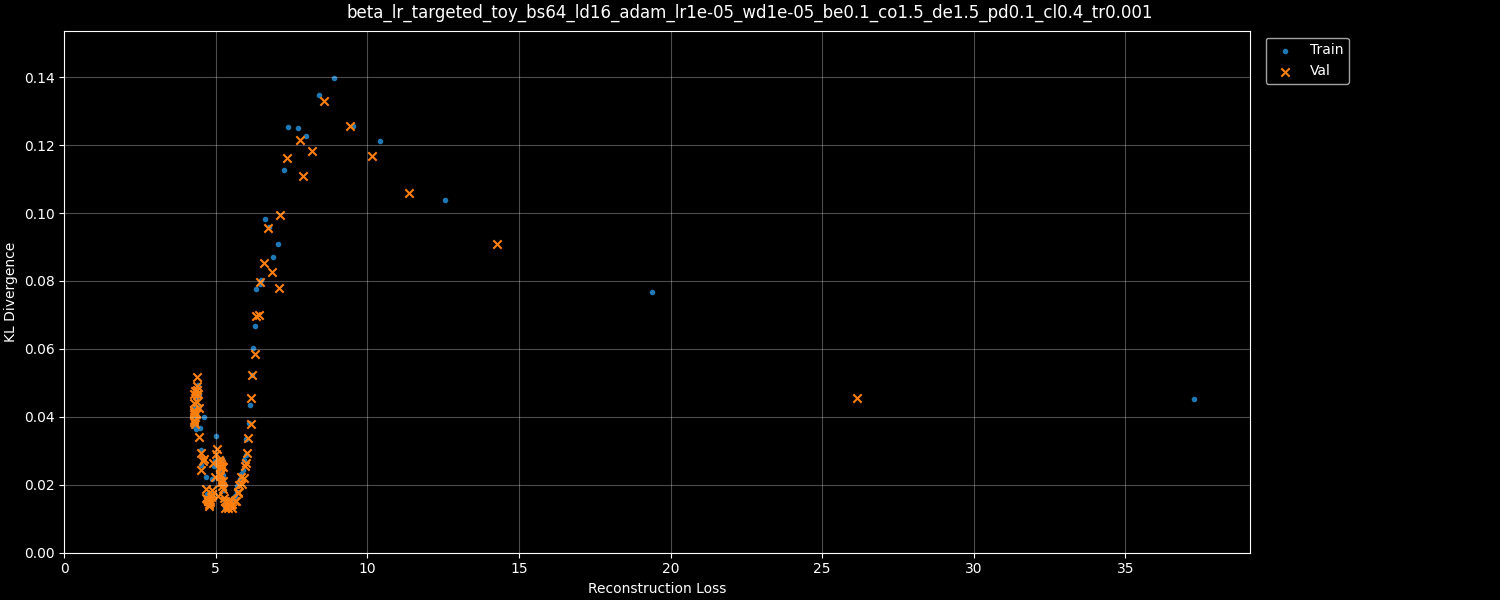 beta_lr_targeted_toy_bs64_ld16_adam_lr1e-05_wd1e-05_be0.1_co1.5_de1.5_pd0.1_cl0.4_tr0.001
Train
Val
KL Divergence
0.14
0.12
0.10
0.08
0.06
0.04
0.02
0.00
0 5 10 15 20 25 30 35
Reconstruction Loss